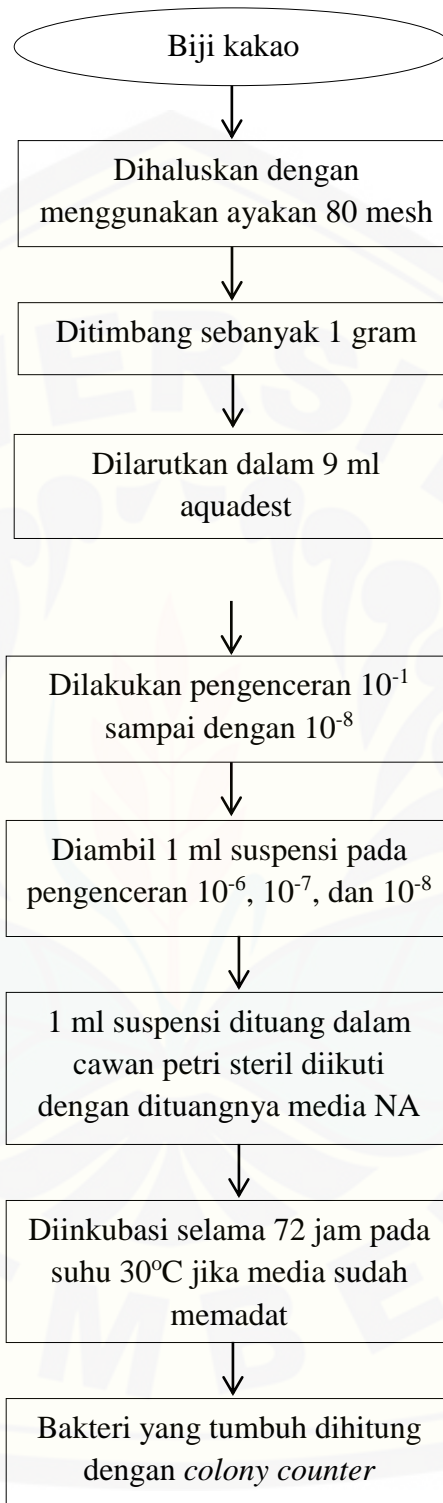 Biji kakao
Dihaluskan dengan
menggunakan ayakan 80 mesh
Ditimbang sebanyak 1 gram
Dilarutkan dalam 9 ml
aquadest
Dilakukan pengenceran 10⁻¹
sampai dengan 10⁻⁸
Diambil 1 ml suspensi pada
pengenceran 10⁻⁶, 10⁻⁷, dan 10⁻⁸
1 ml suspensi dituang dalam
cawan petri steril diikuti
dengan dituangnya media NA
Diinkubasi selama 72 jam pada
suhu 30ºC jika media sudah
memadat
Bakteri yang tumbuh dihitung
dengan colony counter